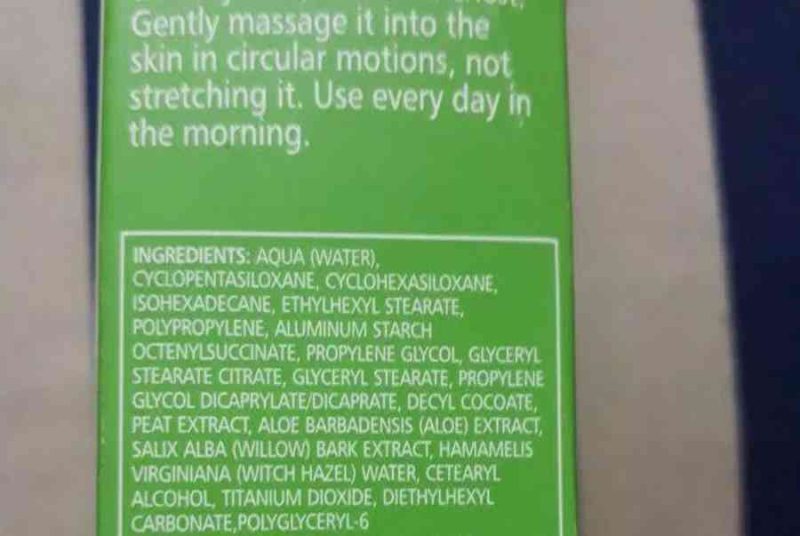 Gently massage it into the
skin in circular motions, not
stretching it. Use every day in
the morning.
INGREDIENTS: AQUA (WATER),
CYCLOPENTASILOXANE, CYCLOHEXASILOXANE,
ISOHEXADECANE, ETHYLHEXYL STEARATE,
POLYPROPYLENE, ALUMINUM STARCH
OCTENYLSUCCINATE, PROPYLENE GLYCOL, GLYCERYL
STEARATE CITRATE, GLYCERYL STEARATE, PROPYLENE
GLYCOL DICAPRYLATE/DICAPRATE, DECYL COCOATE,
PEAT EXTRACT, ALOE BARBADENSIS (ALOE) EXTRACT,
SALIX ALBA (WILLOW) BARK EXTRACT, HAMAMELIS
VIRGINIANA (WITCH HAZEL) WATER, CETEARYL
ALCOHOL, TITANIUM DIOXIDE, DIETHYLHEXYL
CARBONATE,POLYGLYCERYL-6